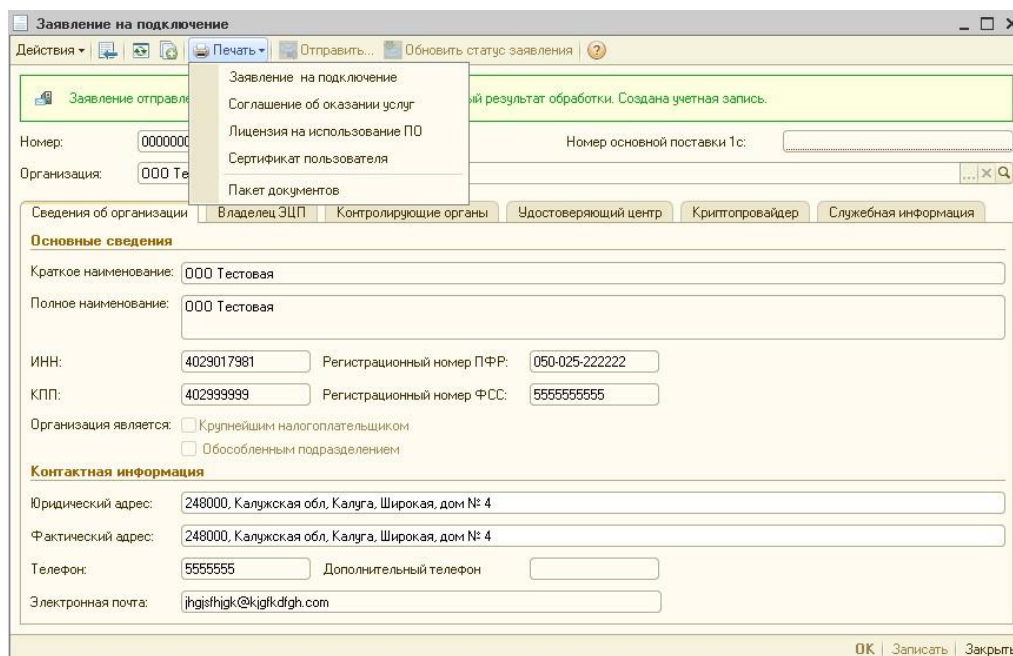 Заявление на подключение
Действия Печать Отправить... Обновить статус заявления
Заявление на подключение
Соглашение об оказании услуг
Лицензия на использование ПО
Сертификат пользователя
Пакет документов
Заявление результат обработки. Создана учетная запись.
Номер: Номер основной поставки 1с:
Организация: ООО
Сведения об организации Владелец ЭЦП Контролирующие органы Удостоверяющий центр Криптопровайдер Служебная информация
Основные сведения
Краткое наименование: ООО Тестовая
Полное наименование: ООО Тестовая
ИНН: 4029017981 Регистрационный номер ПФР: 050-025-222222
КПП: 402999999 Регистрационный номер ФСС: 5555555555
Организация является: Крупнейшим налогоплательщиком
Обособленным подразделением
Контактная информация
Юридический адрес: 248000, Калужская обл, Калуга, Широкая, дом № 4
Фактический адрес: 248000, Калужская обл, Калуга, Широкая, дом № 4
Телефон: 5555555 Дополнительный телефон
Электронная почта: jhgjsfhjgk@kjgfkdfgh.com
OK Записать Закрыть